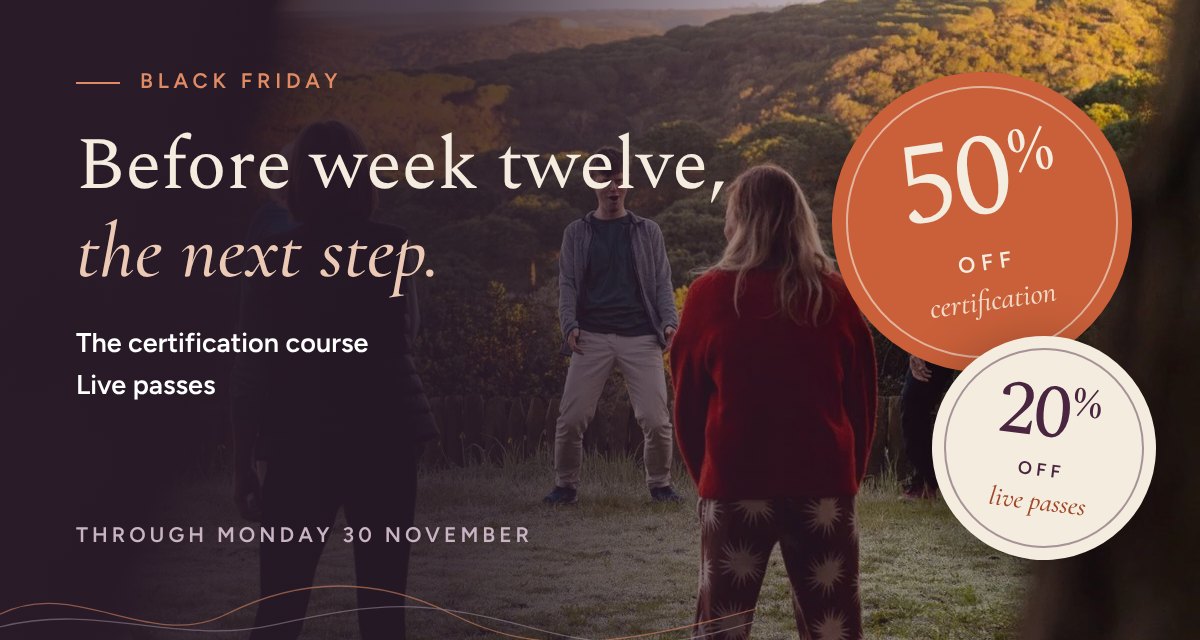 BLACK FRIDAY
Before week twelve,
the next step.
The certification course
Live passes
THROUGH MONDAY 30 NOVEMBER
50%
OFF
certification
20%
OFF
live passes